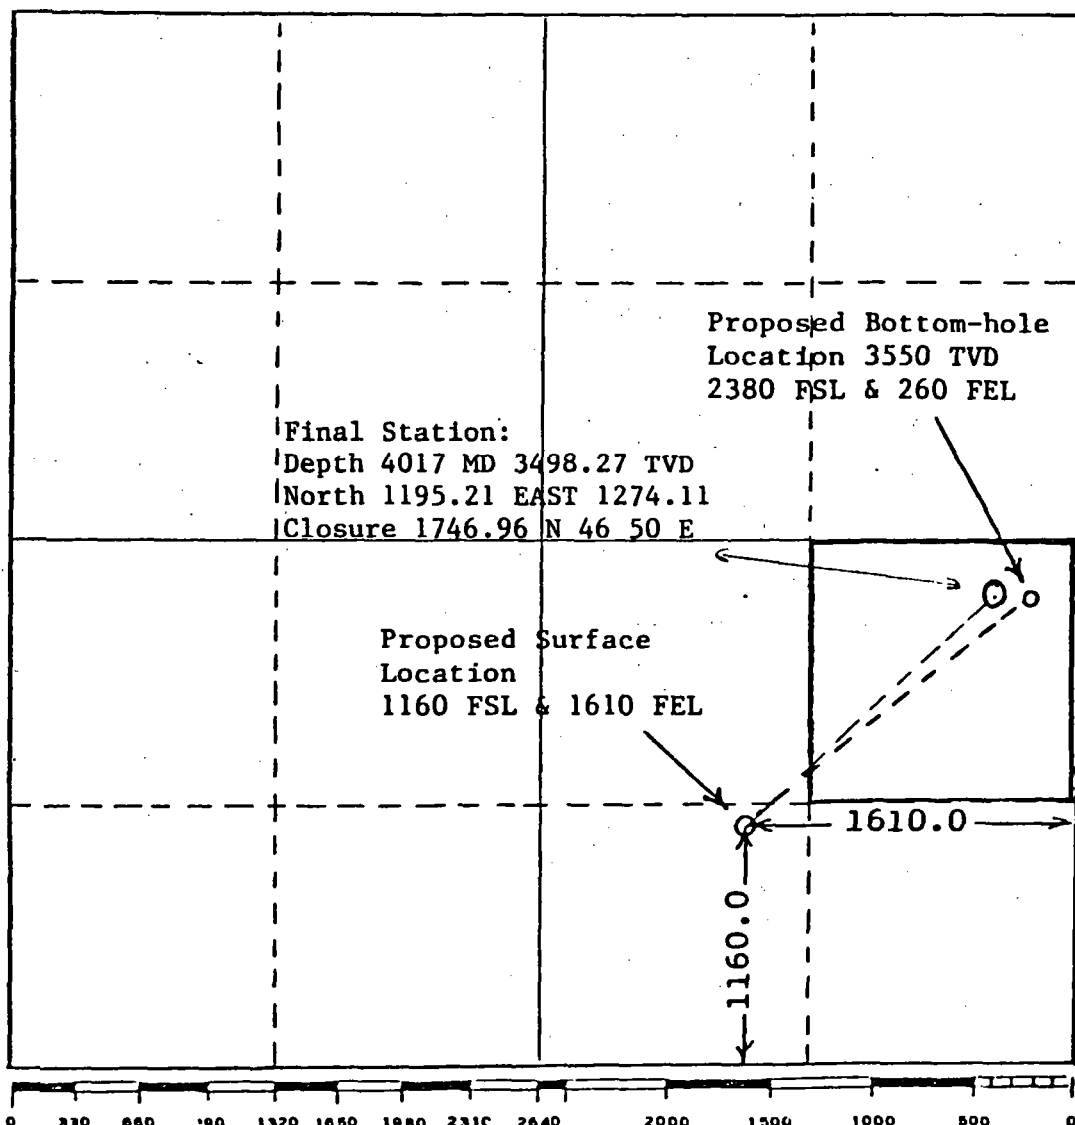 Proposed Bottom-hole
Location 3550 TVD
2380 FSL & 260 FEL
Final Station:
Depth 4017 MD 3498.27 TVD
North 1195.21 EAST 1274.11
Closure 1746.96 N 46 50 E
Proposed Surface
Location
1160 FSL & 1610 FEL
1610.0
1160.0
0 330 660 990 1320 1650 1980 2310 2640 2000 1500 1000 500 0